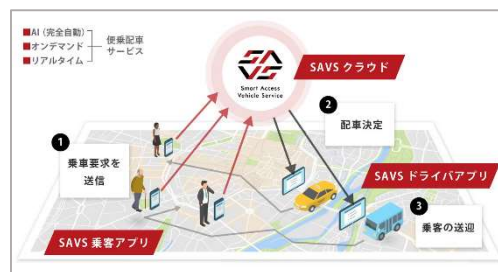 ■AI（完全自動）
■オンデマンド
■リアルタイム
便乗配車
サービス
SAVS
Smart Access
Vehicle Service
SAVS クラウド
2
配車決定
1
乗車要求を
送信
SAVS ドライバアプリ
3
乗客の送迎
SAVS 乗客アプリ